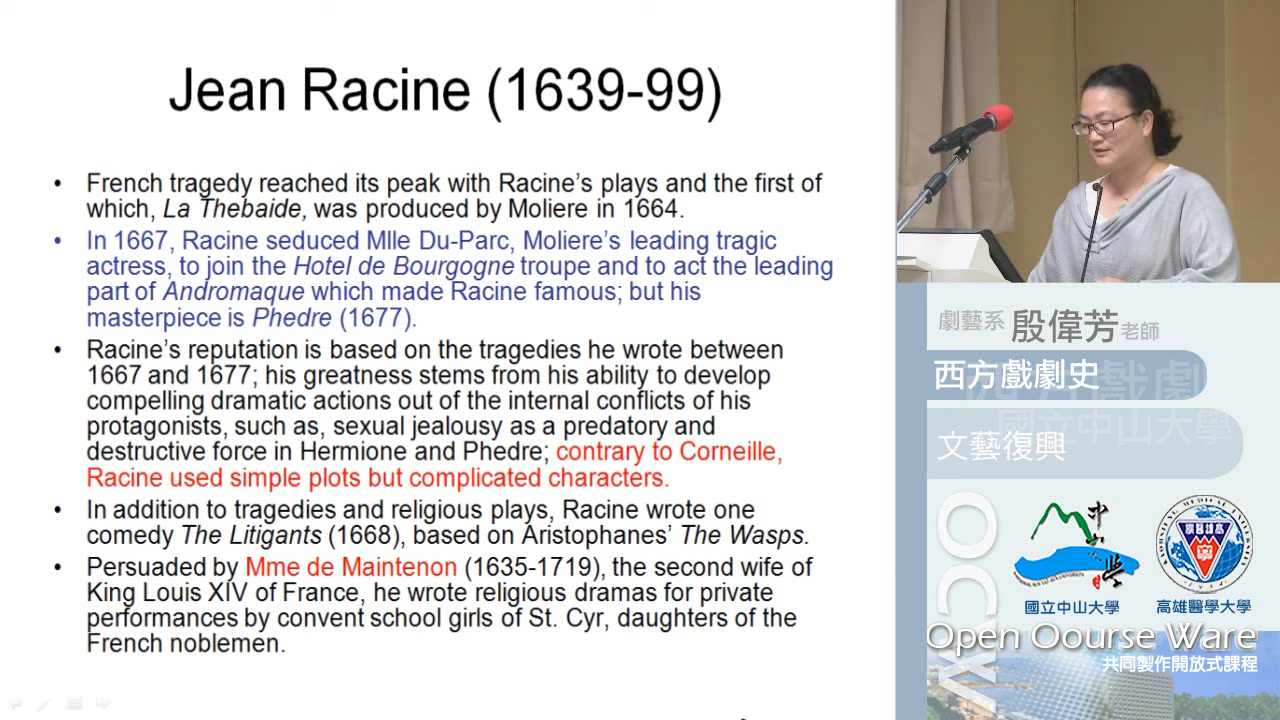 Jean Racine (1639-99)
• French tragedy reached its peak with Racine's plays and the first of
which, La Thebaide, was produced by Moliere in 1664.
• In 1667, Racine seduced Mlle Du-Parc, Moliere's leading tragic
actress, to join the Hotel de Bourgogne troupe and to act the leading
part of Andromaque which made Racine famous; but his
masterpiece is Phedre (1677).
• Racine's reputation is based on the tragedies he wrote between
1667 and 1677; his greatness stems from his ability to develop
compelling dramatic actions out of the internal conflicts of his
protagonists, such as, sexual jealousy as a predatory and
destructive force in Hermione and Phedre; contrary to Corneille,
Racine used simple plots but complicated characters.
• In addition to tragedies and religious plays, Racine wrote one
comedy The Litigants (1668), based on Aristophanes' The Wasps.
• Persuaded by Mme de Maintenon (1635-1719), the second wife of
King Louis XIV of France, he wrote religious dramas for private
performances by convent school girls of St. Cyr, daughters of the
French noblemen.
劇藝系 殷偉芳老師
西方戲劇史
國立中山大學
文藝復興
OCW
中山大學
國立中山大學
高雄醫學大學
Open Oourse Ware
共同製作開放式課程